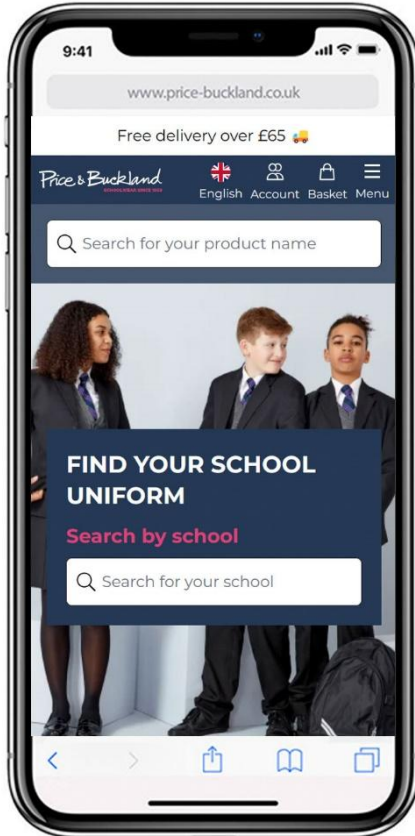 9:41
www.price-buckland.co.uk
Free delivery over £65 🚚
Price & Buckland
English Account Basket Menu
Search for your product name
FIND YOUR SCHOOL
UNIFORM
Search by school
Search for your school